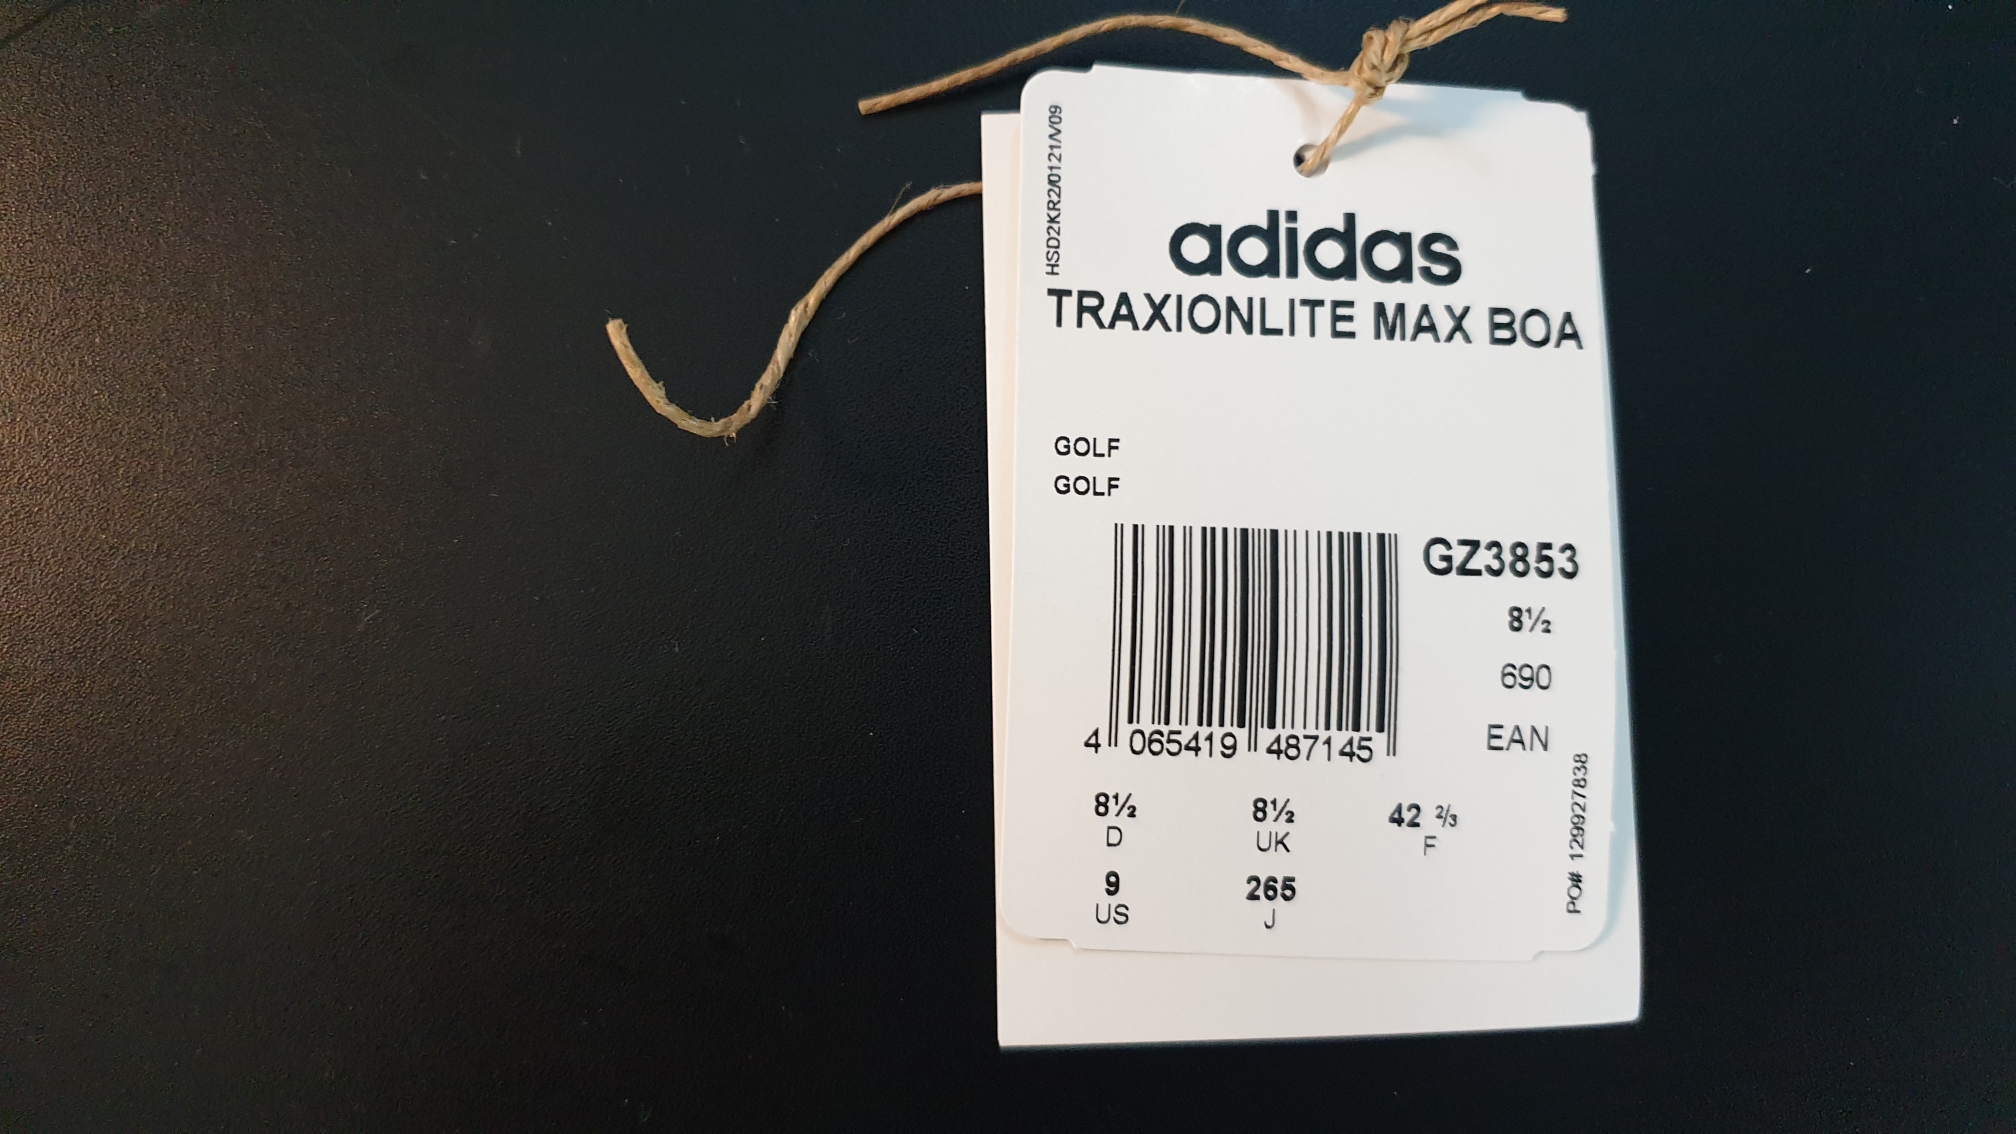 HSD2KR2/0121/V09
adidas
TRAXIONLITE MAX BOA
GOLF
GOLF
GZ3853
8½
690
EAN
4 065419 487145
8½ 8½ 42 ⅔
D UK F
9 265
US J
PO# 129927838